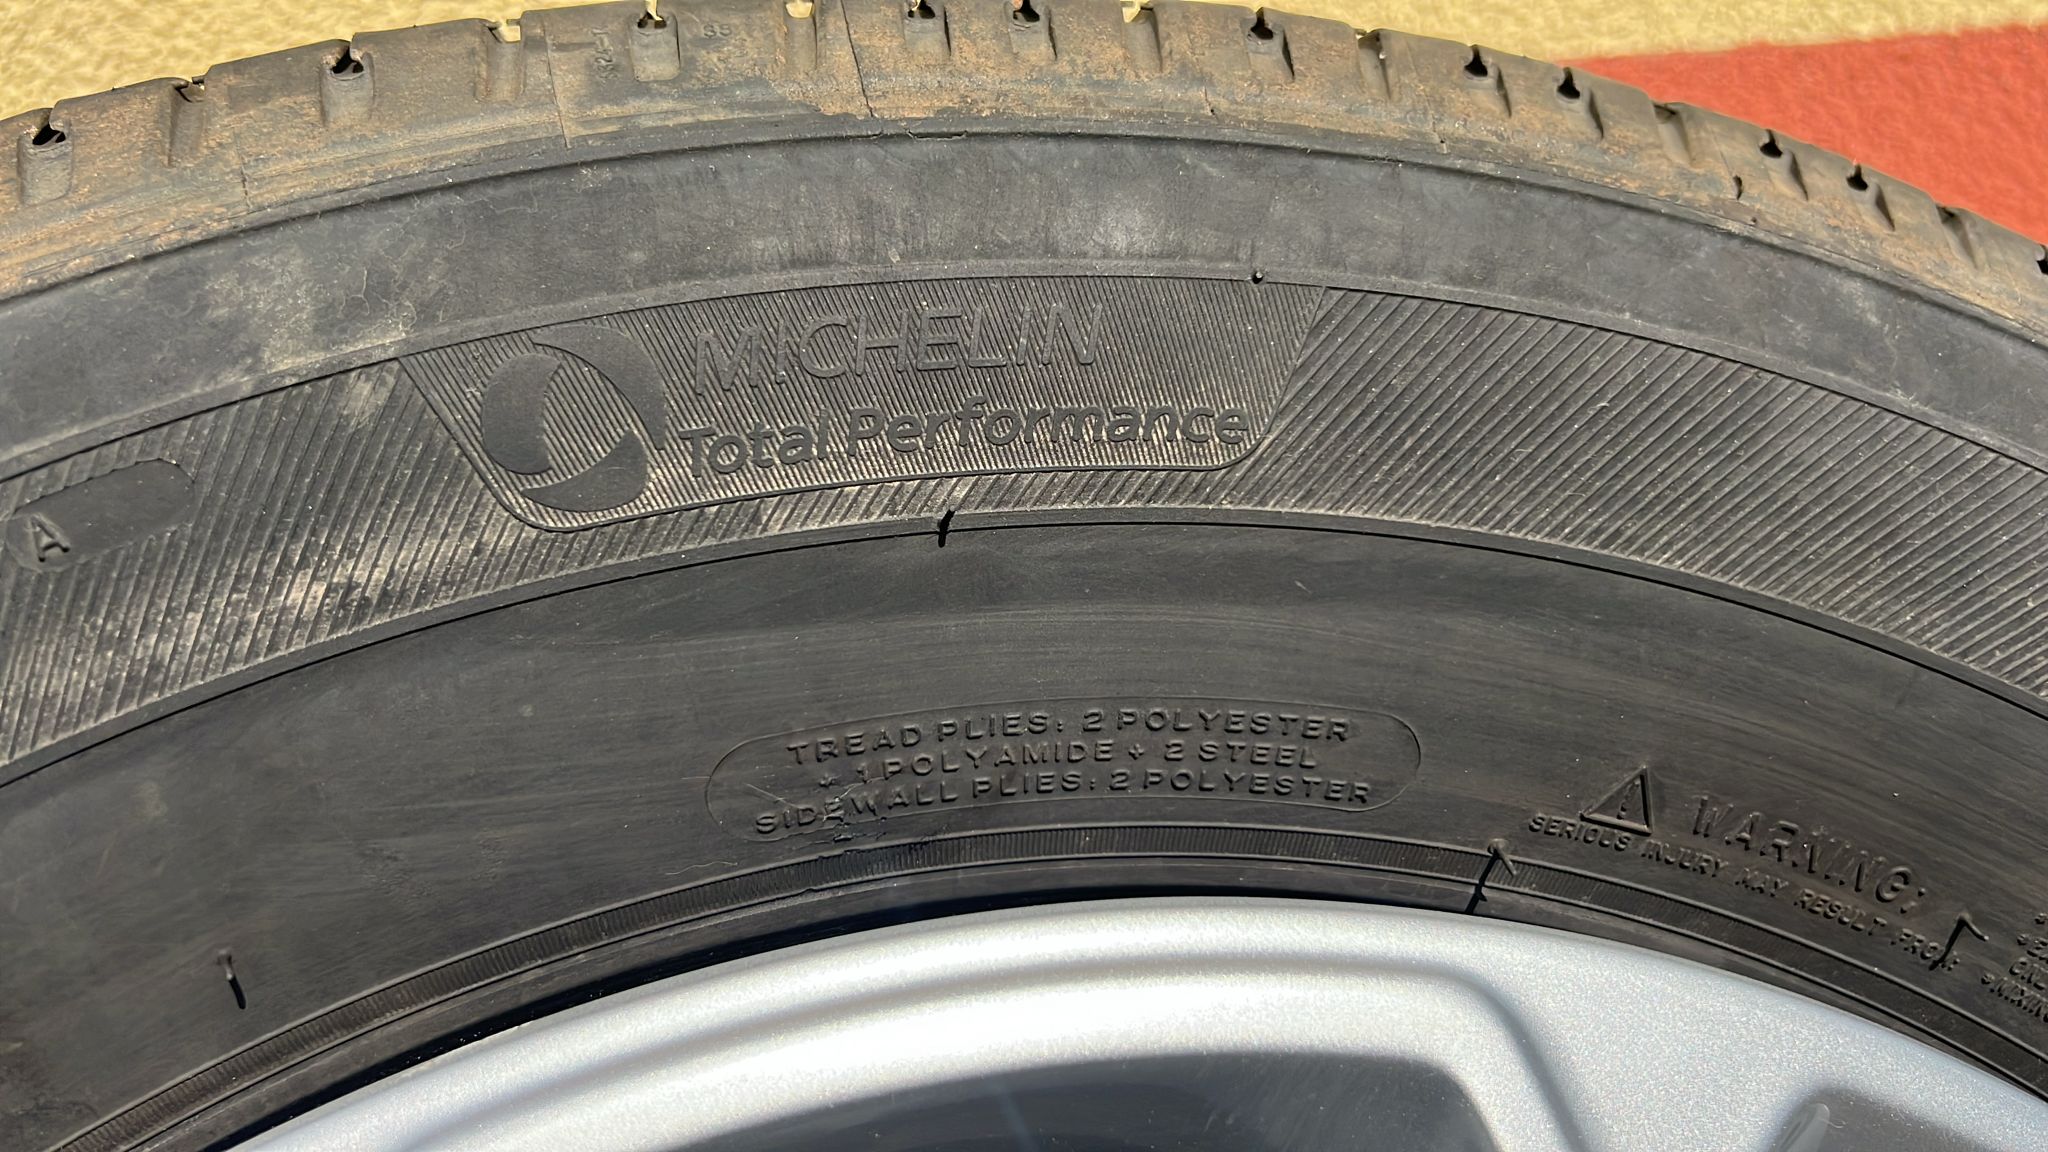 MICHELIN
Total Performance
A
TREAD PLIES: 2 POLYESTER
+ 1 POLYAMIDE + 2 STEEL
SIDEWALL PLIES: 2 POLYESTER
WARNING:
SERIOUS INJURY MAY RESULT FROM: